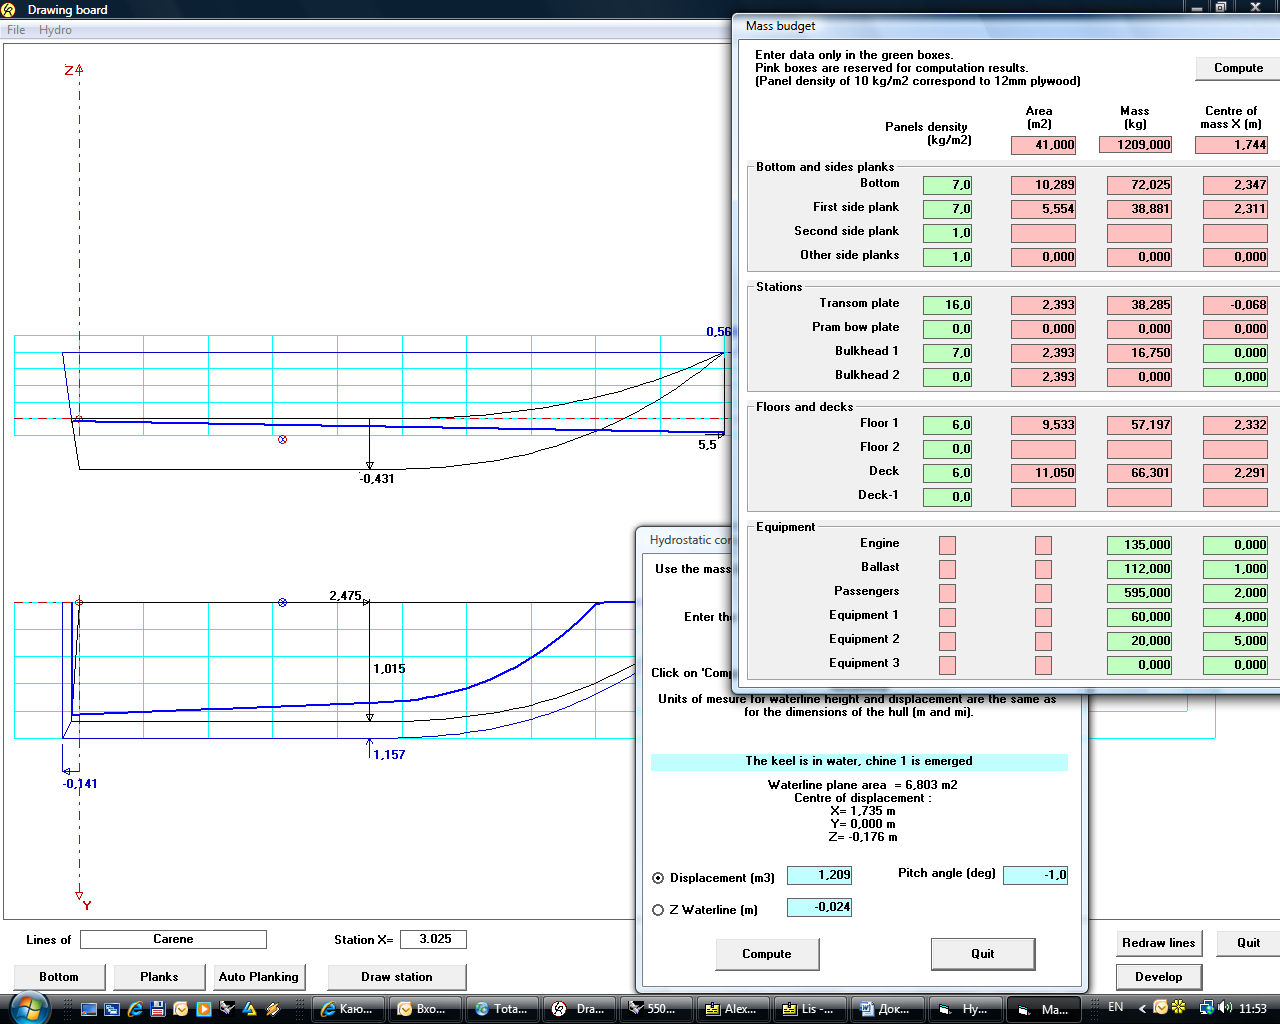 Drawing board
File Hydro
Z
0,56
5,5
-0,431
2,475
1,015
1,157
-0,141
Y
Lines of Carene Station X= 3.025
Bottom Planks Auto Planking Draw station
Redraw lines Quit
Develop
Mass budget
Enter data only in the green boxes.
Pink boxes are reserved for computation results.
(Panel density of 10 kg/m2 correspond to 12mm plywood)
Compute
Panels density (kg/m2) Area (m2) Mass (kg) Centre of mass X (m)
41,000 1209,000 1,744
Bottom and sides planks
Bottom 7,0 10,289 72,025 2,347
First side plank 7,0 5,554 38,881 2,311
Second side plank 1,0
Other side planks 1,0 0,000 0,000 0,000
Stations
Transom plate 16,0 2,393 38,285 -0,068
Pram bow plate 0,0 0,000 0,000 0,000
Bulkhead 1 7,0 2,393 16,750 0,000
Bulkhead 2 0,0 2,393 0,000 0,000
Floors and decks
Floor 1 6,0 9,533 57,197 2,332
Floor 2 0,0
Deck 6,0 11,050 66,301 2,291
Deck-1 0,0
Equipment
Engine 135,000 0,000
Ballast 112,000 1,000
Passengers 595,000 2,000
Equipment 1 60,000 4,000
Equipment 2 20,000 5,000
Equipment 3 0,000 0,000
Hydrostatic con
Use the mass
Enter the
Click on 'Comp
Units of mesure for waterline height and displacement are the same as
for the dimensions of the hull (m and mi).
The keel is in water, chine 1 is emerged
Waterline plane area = 6,803 m2
Centre of displacement :
X= 1,735 m
Y= 0,000 m
Z= -0,176 m
Displacement (m3) 1,209 Pitch angle (deg) -1,0
Z Waterline (m) -0,024
Compute Quit
Каю... Вхо... Tota... Dra... 550... Alex... Lis -... Док... Ну... Ma... EN 11:53